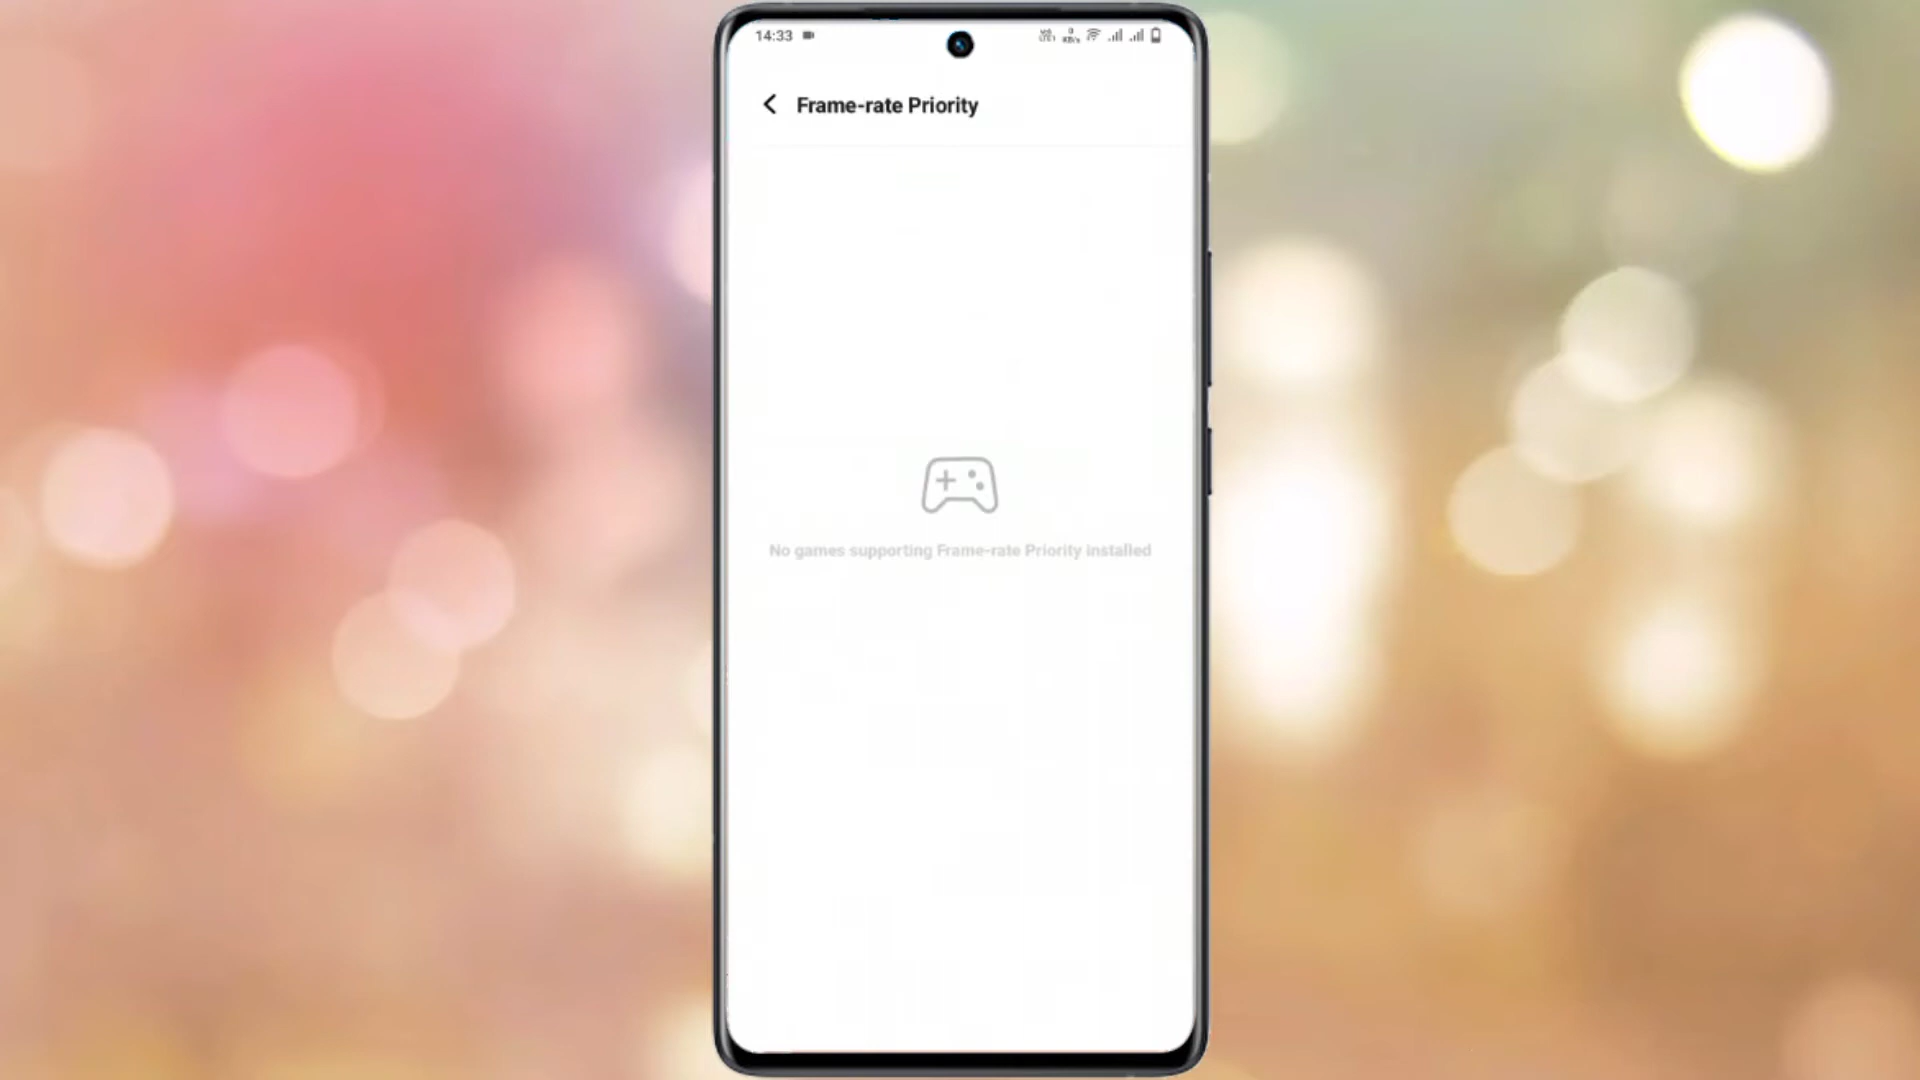 14:33
Frame-rate Priority
No games supporting Frame-rate Priority installed